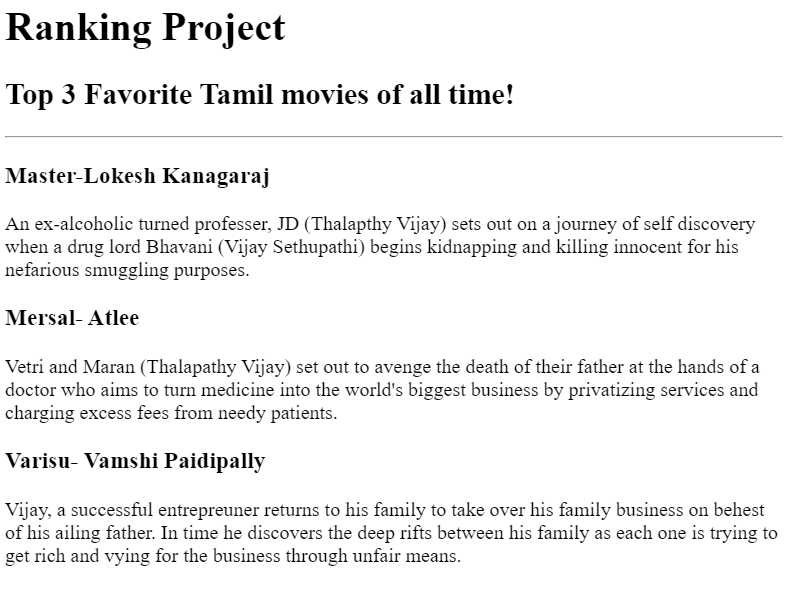 Ranking Project
Top 3 Favorite Tamil movies of all time!
Master-Lokesh Kanagaraj
An ex-alcoholic turned professer, JD (Thalapthy Vijay) sets out on a journey of self discovery
when a drug lord Bhavani (Vijay Sethupathi) begins kidnapping and killing innocent for his
nefarious smuggling purposes.
Mersal- Atlee
Vetri and Maran (Thalapathy Vijay) set out to avenge the death of their father at the hands of a
doctor who aims to turn medicine into the world's biggest business by privatizing services and
charging excess fees from needy patients.
Varisu- Vamshi Paidipally
Vijay, a successful entrepreuner returns to his family to take over his family business on behest
of his ailing father. In time he discovers the deep rifts between his family as each one is trying to
get rich and vying for the business through unfair means.